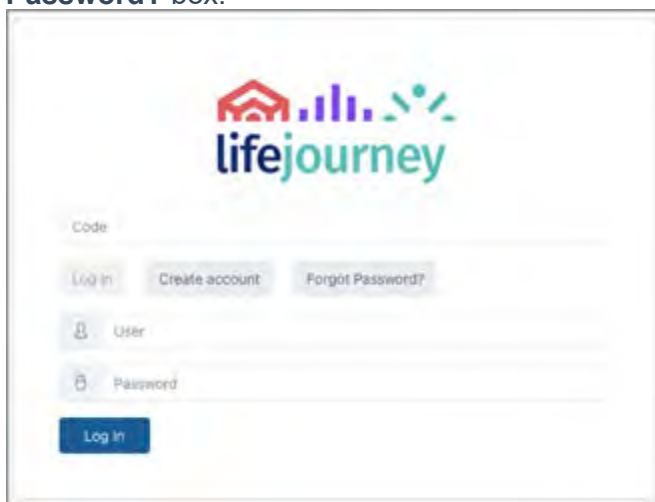 Password? box.
lifejourney
Code
Log in Create account Forgot Password?
User
Password
Log In